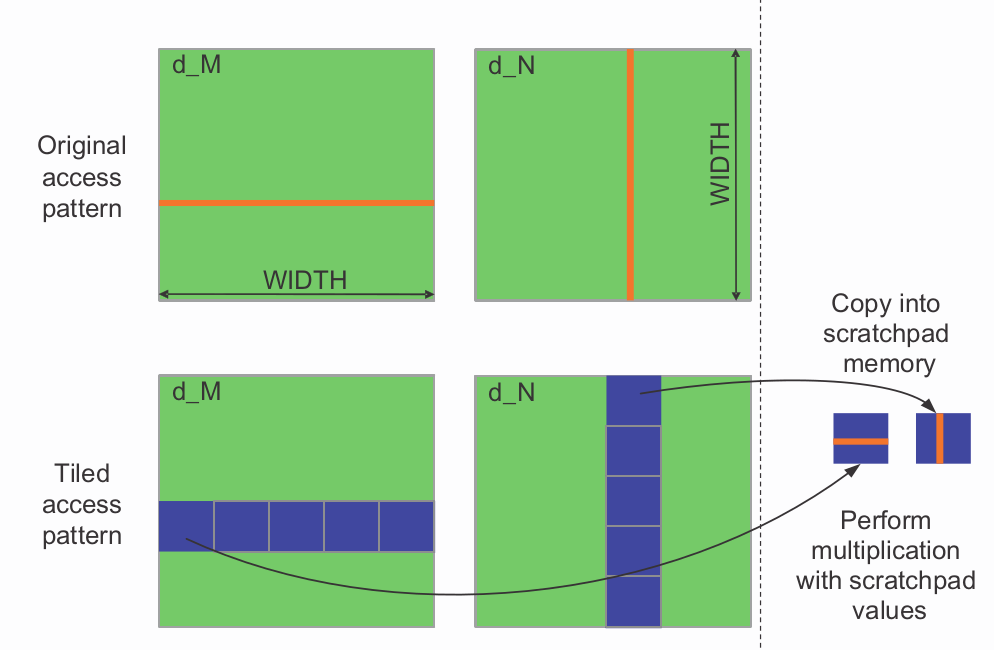 d_M
d_N
Original
access
pattern
WIDTH
WIDTH
Copy into
scratchpad
memory
d_M
d_N
Tiled
access
pattern
Perform
multiplication
with scratchpad
values